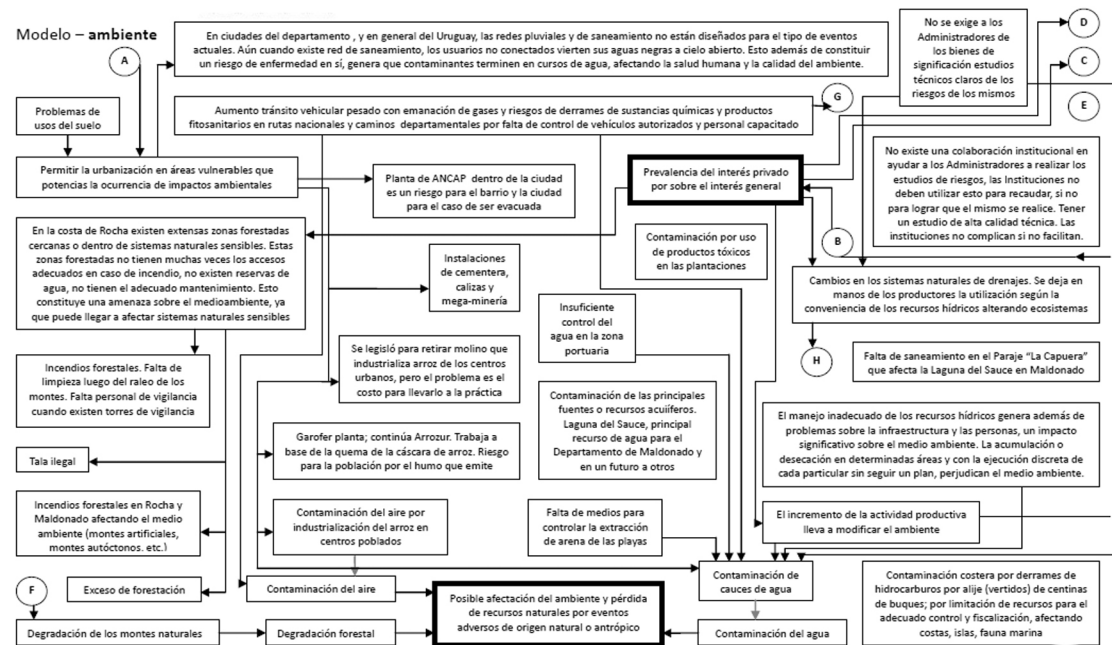 Modelo – ambiente
A
En ciudades del departamento , y en general del Uruguay, las redes pluviales y de saneamiento no están diseñados para el tipo de eventos
actuales. Aún cuando existe red de saneamiento, los usuarios no conectados vierten sus aguas negras a cielo abierto. Esto además de constituir
un riesgo de enfermedad en sí, genera que contaminantes terminen en cursos de agua, afectando la salud humana y la calidad del ambiente.
No se exige a los
Administradores de
los bienes de
significación estudios
técnicos claros de los
riesgos de los mismos
D
C
E
Problemas de
usos del suelo
Aumento tránsito vehicular pesado con emanación de gases y riesgos de derrames de sustancias químicas y productos
fitosanitarios en rutas nacionales y caminos departamentales por falta de control de vehículos autorizados y personal capacitado
G
Permitir la urbanización en áreas vulnerables que
potencias la ocurrencia de impactos ambientales
Planta de ANCAP dentro de la ciudad
es un riesgo para el barrio y la ciudad
para el caso de ser evacuada
Prevalencia del interés privado
por sobre el interés general
No existe una colaboración institucional en
ayudar a los Administradores a realizar los
estudios de riesgos, las Instituciones no
deben utilizar esto para recaudar, si no
para lograr que el mismo se realice. Tener
un estudio de alta calidad técnica. Las
instituciones no complican si no facilitan.
En la costa de Rocha existen extensas zonas forestadas
cercanas o dentro de sistemas naturales sensibles. Estas
zonas forestadas no tienen muchas veces los accesos
adecuados en caso de incendio, no existen reservas de
agua, no tienen el adecuado mantenimiento. Esto
constituye una amenaza sobre el medioambiente, ya
que puede llegar a afectar sistemas naturales sensibles
Contaminación por uso
de productos tóxicos
en las plantaciones
B
Instalaciones
de cementera,
calizas y
mega-minería
Cambios en los sistemas naturales de drenajes. Se deja en
manos de los productores la utilización según la
conveniencia de los recursos hídricos alterando ecosistemas
Insuficiente
control del
agua en la zona
portuaria
H
Incendios forestales. Falta de
limpieza luego del raleo de los
montes. Falta personal de vigilancia
cuando existen torres de vigilancia
Se legisló para retirar molino que
industrializa arroz de los centros
urbanos, pero el problema es el
costo para llevarlo a la práctica
Falta de saneamiento en el Paraje “La Capuera”
que afecta la Laguna del Sauce en Maldonado
Contaminación de las principales
fuentes o recursos acuiíferos.
Laguna del Sauce, principal
recurso de agua para el
Departamento de Maldonado y
en un futuro a otros
El manejo inadecuado de los recursos hídricos genera además de
problemas sobre la infraestructura y las personas, un impacto
significativo sobre el medio ambiente. La acumulación o
desecación en determinadas áreas y con la ejecución discreta de
cada particular sin seguir un plan, perjudican el medio ambiente.
Garofer planta; continúa Arrozur. Trabaja a
base de la quema de la cáscara de arroz. Riesgo
para la población por el humo que emite
Tala ilegal
Incendios forestales en Rocha y
Maldonado afectando el medio
ambiente (montes artificiales,
montes autóctonos, etc.)
Contaminación del aire por
industrialización del arroz en
centros poblados
Falta de medios para
controlar la extracción
de arena de las playas
El incremento de la actividad productiva
lleva a modificar el ambiente
F
Exceso de forestación
Contaminación del aire
Posible afectación del ambiente y pérdida
de recursos naturales por eventos
adversos de origen natural o antrópico
Contaminación de
cauces de agua
Contaminación costera por derrames de
hidrocarburos por alije (vertidos) de centinas
de buques; por limitación de recursos para el
adecuado control y fiscalización, afectando
costas, islas, fauna marina
Degradación de los montes naturales
Degradación forestal
Contaminación del agua